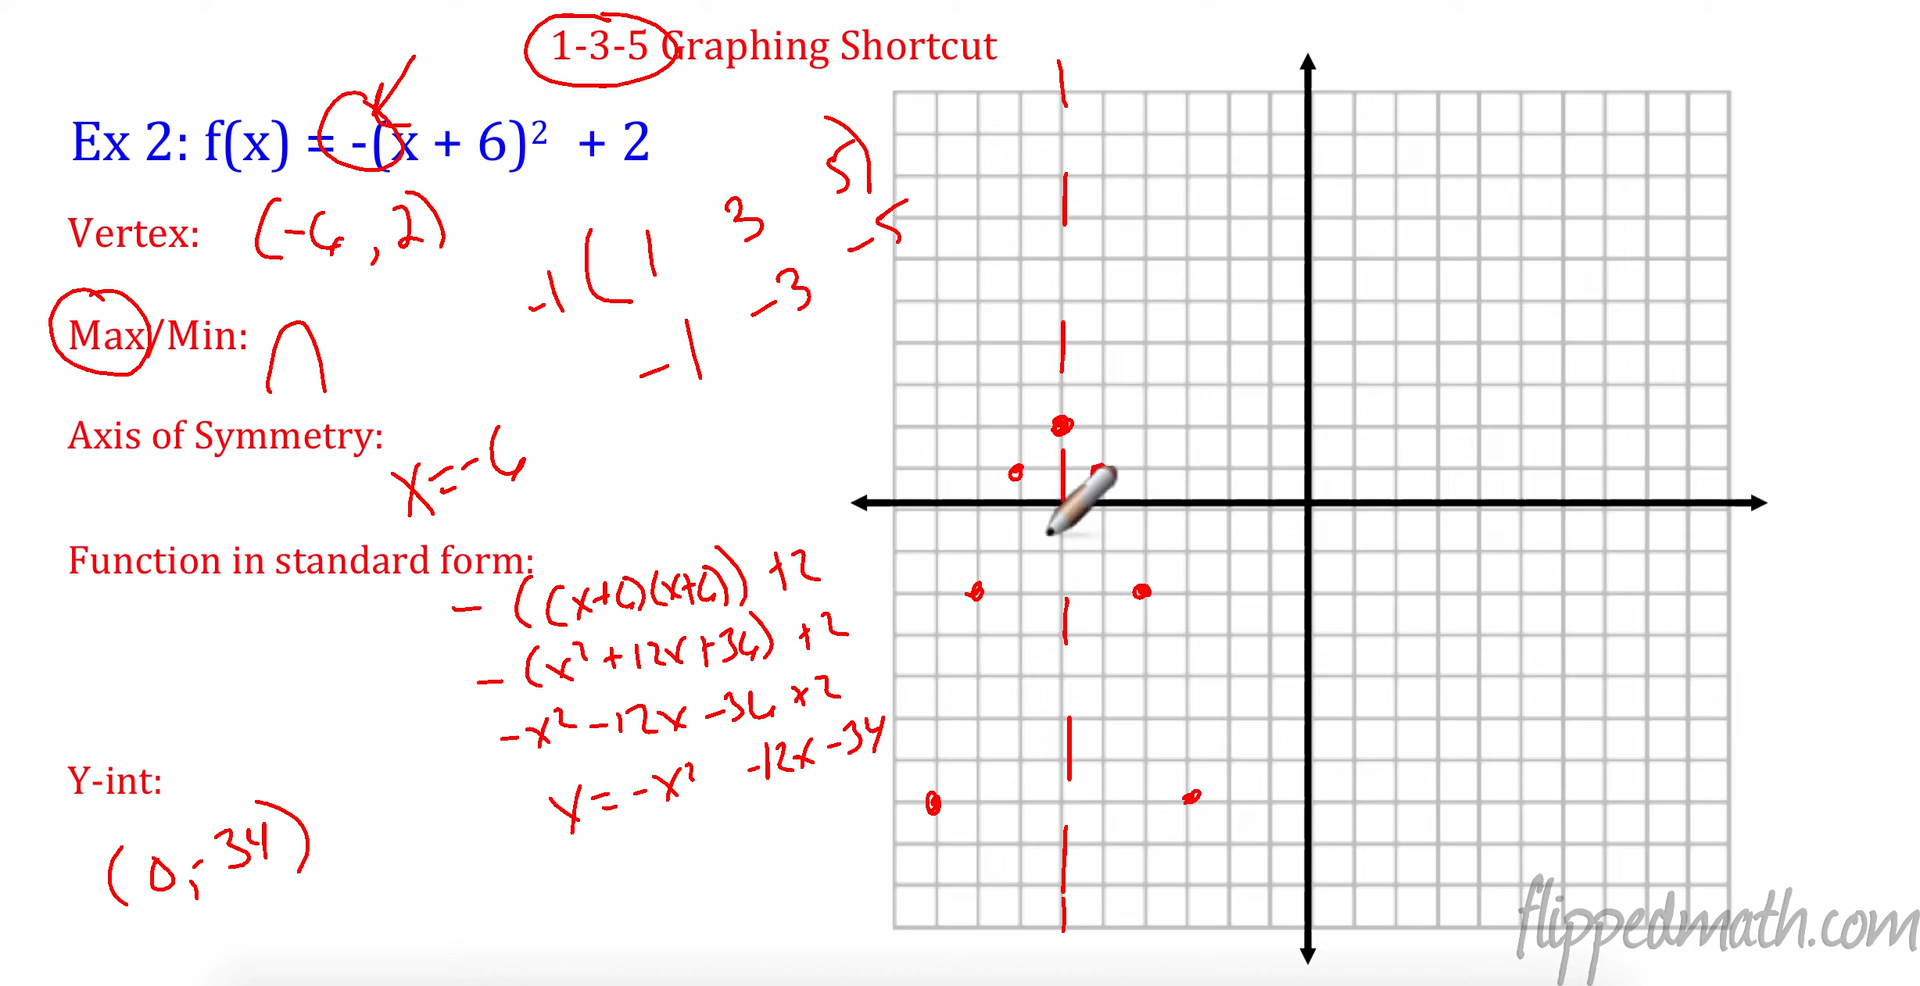 1-3-5 Graphing Shortcut
Ex 2: f(x) = -(x + 6)² + 2
Vertex: (-6, 2)
-1 ( 1 3 5)
-1 -3 -5
Max/Min:
Axis of Symmetry:
x=-6
Function in standard form:
- ((x+6)(x+6)) +2
- (x²+12x+36) +2
-x² -12x -36 +2
y = -x² -12x -34
Y-int:
(0, -34)
flippedmath.com